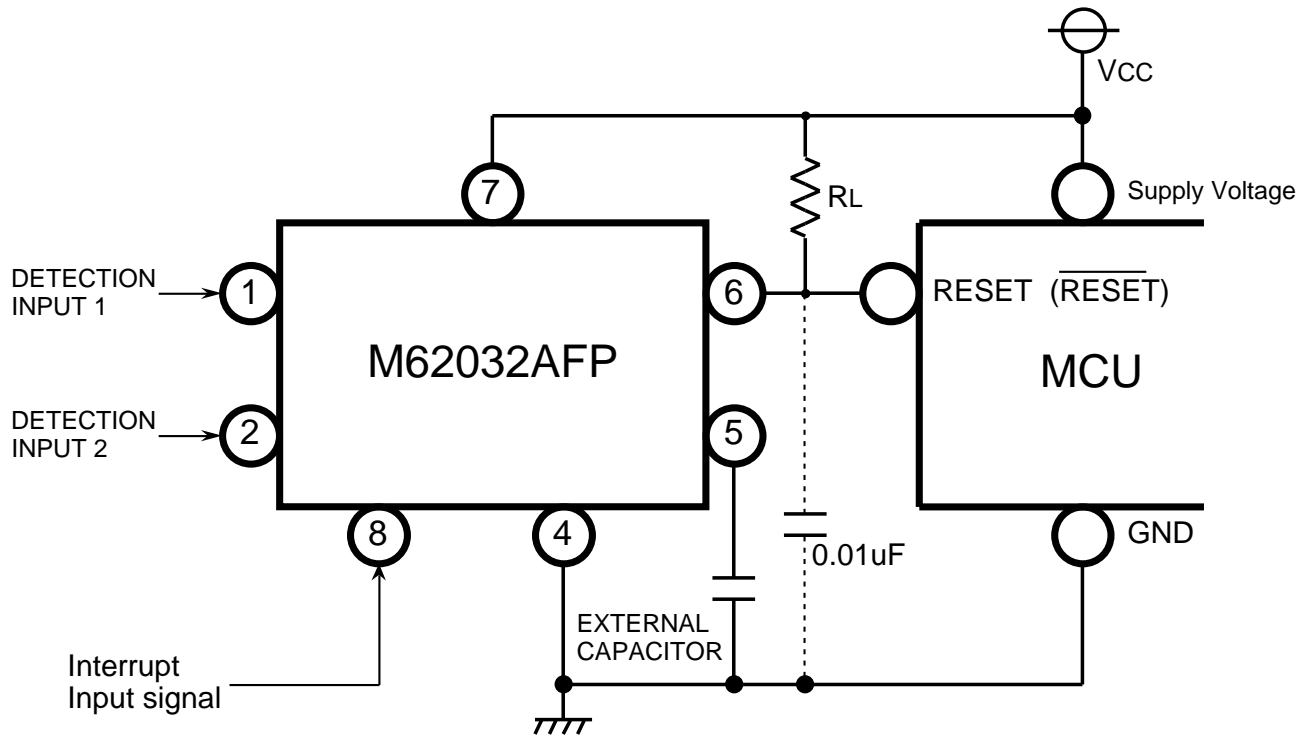 VCC
7
RL
Supply Voltage
DETECTION
INPUT 1
1
6
RESET (RESET)
M62032AFP
MCU
DETECTION
INPUT 2
2
5
8
4
GND
0.01uF
EXTERNAL
CAPACITOR
Interrupt
Input signal